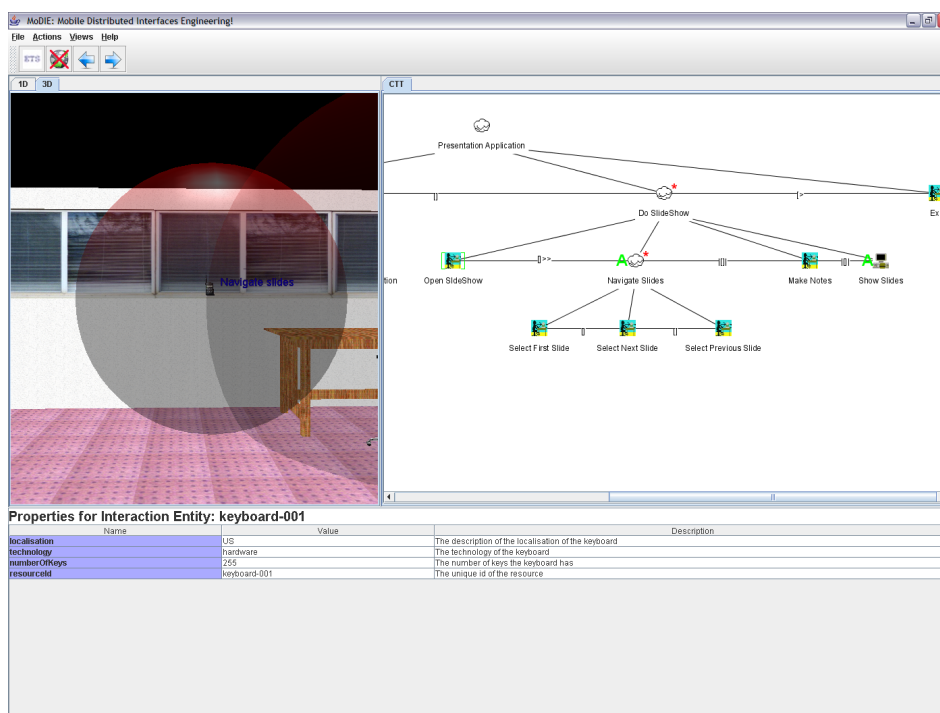 MoDIE: Mobile Distributed Interfaces Engineering!
File Actions Views Help
ETS
1D 3D
CTT
Presentation Application
[]
*
[>
Do SlideShow
Ex
[]>>
A
*
|[]|
|[]|
A
tion
Open SldeShow
Navigate Slides
Make Notes
Show Slides
Navigate slides
[]
[]
Select First Slide
Select Next Slide
Select Previous Slide
Properties for Interaction Entity: keyboard-001
Name Value Description
localisation US The description of the localisation of the keyboard
technology hardware The technology of the keyboard
numberOfKeys 255 The number of keys the keyboard has
resourceId keyboard-001 The unique id of the resource